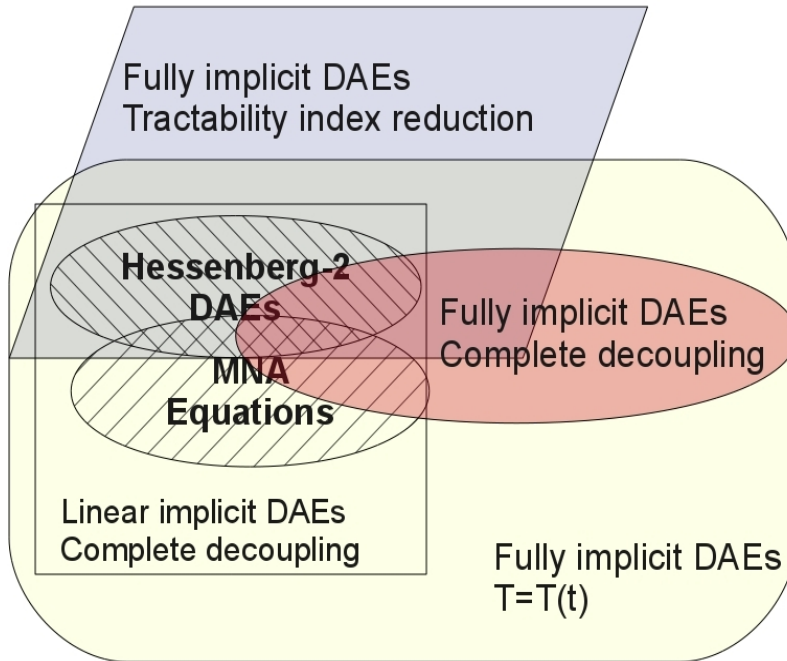 Fully implicit DAEs
Tractability index reduction
Hessenberg-2
DAEs
Fully implicit DAEs
Complete decoupling
MNA
Equations
Linear implicit DAEs
Complete decoupling
Fully implicit DAEs
T=T(t)